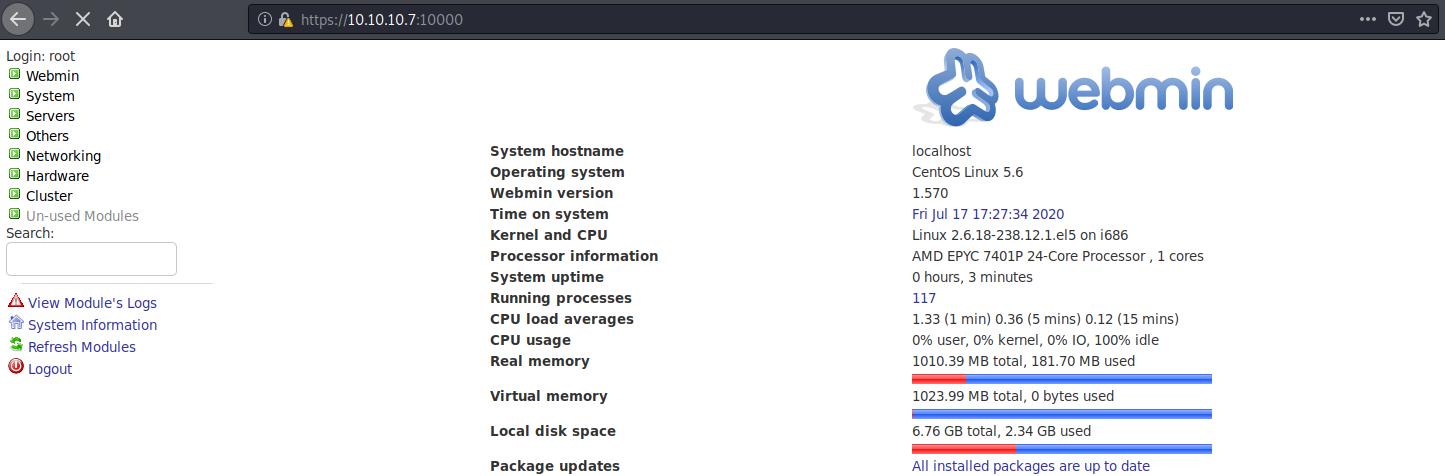 https://10.10.10.7:10000
Login: root
Webmin
System
Servers
Others
Networking
Hardware
Cluster
Un-used Modules
Search:
View Module's Logs
System Information
Refresh Modules
Logout
webmin
System hostname localhost
Operating system CentOS Linux 5.6
Webmin version 1.570
Time on system Fri Jul 17 17:27:34 2020
Kernel and CPU Linux 2.6.18-238.12.1.el5 on i686
Processor information AMD EPYC 7401P 24-Core Processor , 1 cores
System uptime 0 hours, 3 minutes
Running processes 117
CPU load averages 1.33 (1 min) 0.36 (5 mins) 0.12 (15 mins)
CPU usage 0% user, 0% kernel, 0% IO, 100% idle
Real memory 1010.39 MB total, 181.70 MB used
Virtual memory 1023.99 MB total, 0 bytes used
Local disk space 6.76 GB total, 2.34 GB used
Package updates All installed packages are up to date